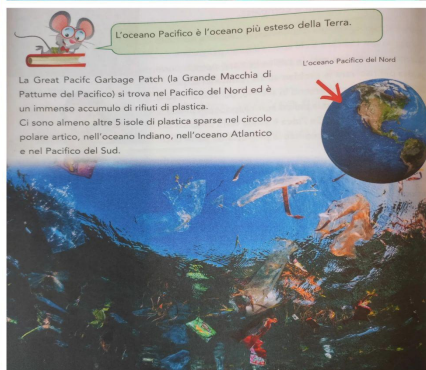 L'oceano Pacifico è l'oceano più esteso della Terra.
L'oceano Pacifico del Nord
La Great Pacifc Garbage Patch (la Grande Macchia di
Pattume del Pacifico) si trova nel Pacifico del Nord ed è
un immenso accumulo di rifiuti di plastica.
Ci sono almeno altre 5 isole di plastica sparse nel circolo
polare artico, nell'oceano Indiano, nell'oceano Atlantico
e nel Pacifico del Sud.